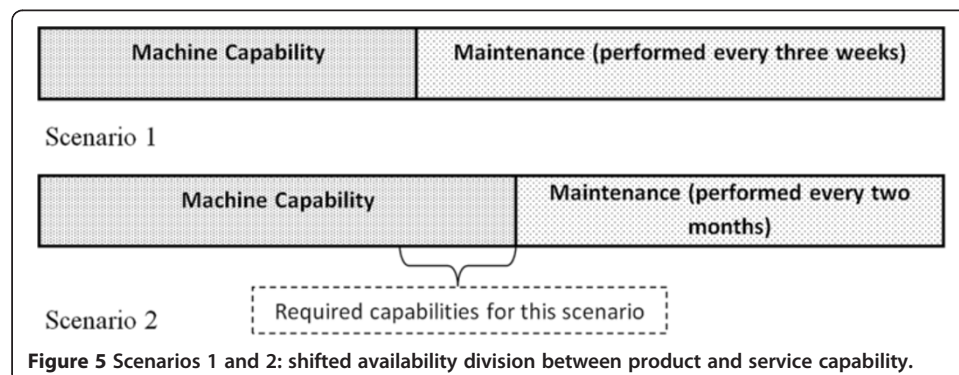 Machine Capability
Maintenance (performed every three weeks)
Scenario 1
Machine Capability
Maintenance (performed every two
months)
Required capabilities for this scenario
Scenario 2
Figure 5 Scenarios 1 and 2: shifted availability division between product and service capability.